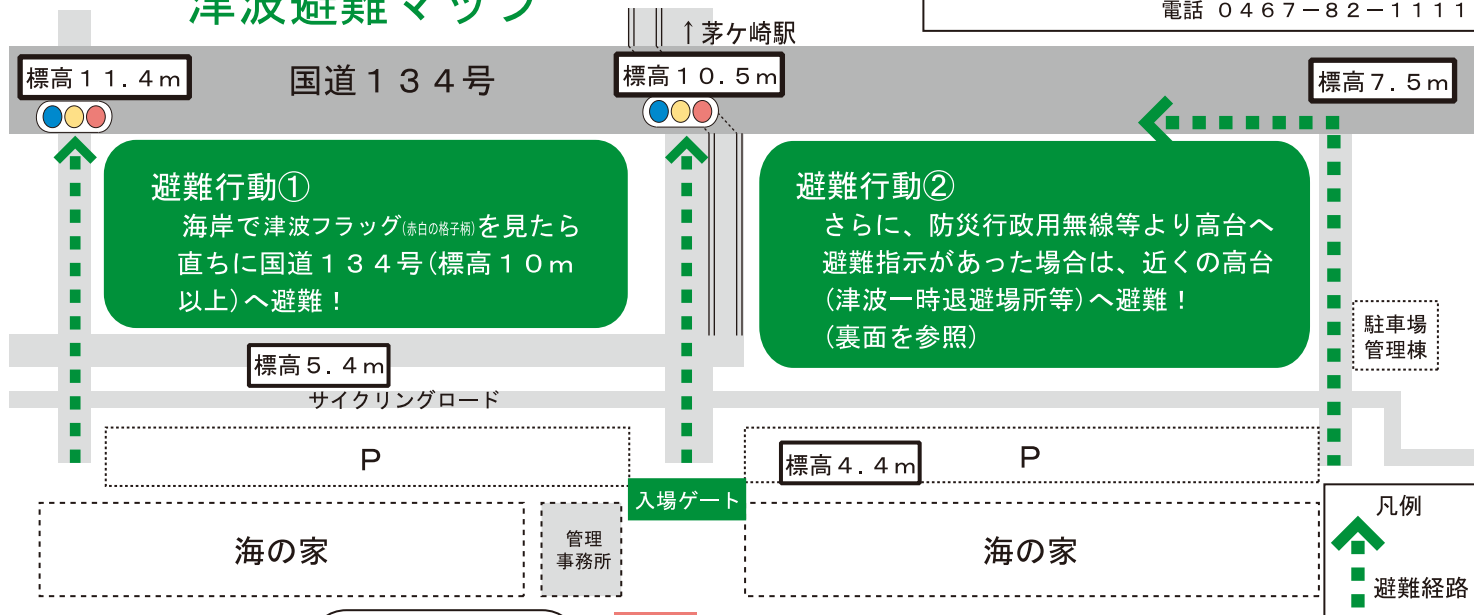 津波避難マップ
電話 ０４６７－８２－１１１１
↑茅ケ崎駅
標高１１．４ｍ
国道１３４号
標高１０．５ｍ
標高７．５ｍ
避難行動①
海岸で津波フラッグ(赤白の格子柄)を見たら
直ちに国道１３４号(標高１０ｍ
以上)へ避難！
避難行動②
さらに、防災行政用無線等より高台へ
避難指示があった場合は、近くの高台
(津波一時退避場所等)へ避難！
(裏面を参照)
駐車場
管理棟
標高５．４ｍ
サイクリングロード
Ｐ
標高４．４ｍ
Ｐ
入場ゲート
海の家
管理
事務所
海の家
凡例
避難経路